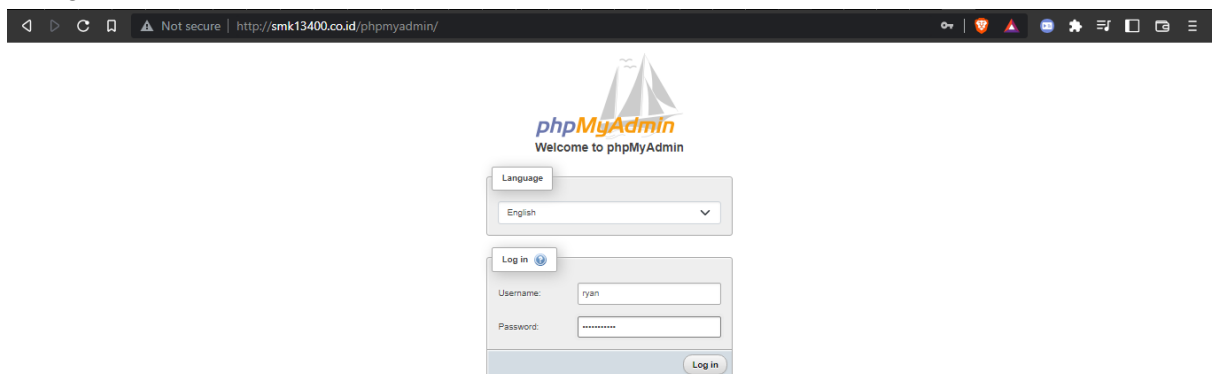 Not secure | http://smk13400.co.id/phpmyadmin/
phpMyAdmin
Welcome to phpMyAdmin
Language
English
Log in
Username: ryan
Password: •••••••••••
Log in